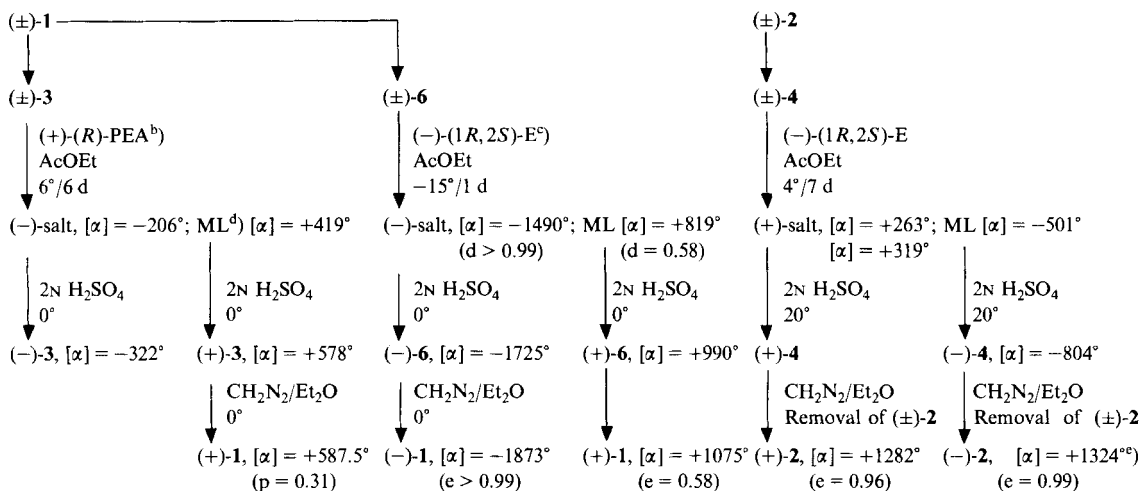 (±)-1 (±)-2
(±)-3 (±)-6 (±)-4
(+)-(R)-PEAᵇ) (−)-(1R, 2S)-Eᶜ) (−)-(1R, 2S)-E
AcOEt AcOEt AcOEt
6°/6 d −15°/1 d 4°/7 d
(−)-salt, [α] = −206°; MLᵈ) [α] = +419° (−)-salt, [α] = −1490°; ML [α] = +819° (+)-salt, [α] = +263°; ML [α] = −501°
(d > 0.99) (d = 0.58) [α] = +319°
2N H₂SO₄ 2N H₂SO₄ 2N H₂SO₄ 2N H₂SO₄ 2N H₂SO₄ 2N H₂SO₄
0° 0° 0° 0° 20° 20°
(−)-3, [α] = −322° (+)-3, [α] = +578° (−)-6, [α] = −1725° (+)-6, [α] = +990° (+)-4 (−)-4, [α] = −804°
CH₂N₂/Et₂O CH₂N₂/Et₂O CH₂N₂/Et₂O CH₂N₂/Et₂O
0° 0° Removal of (±)-2 Removal of (±)-2
(+)-1, [α] = +587.5° (−)-1, [α] = −1873° (+)-1, [α] = +1075° (+)-2, [α] = +1282° (−)-2, [α] = +1324°ᵉ)
(p = 0.31) (e > 0.99) (e = 0.58) (e = 0.96) (e = 0.99)